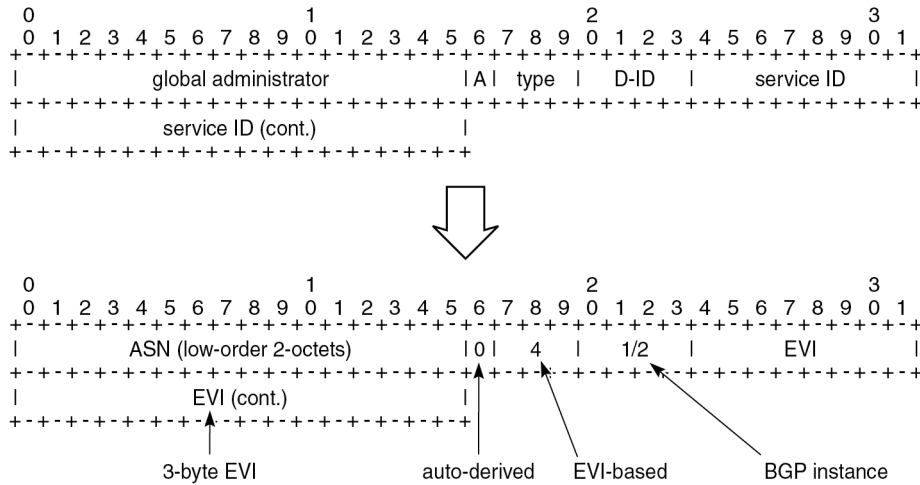 0 1 2 3
0 1 2 3 4 5 6 7 8 9 0 1 2 3 4 5 6 7 8 9 0 1 2 3 4 5 6 7 8 9 0 1
+-+-+-+-+-+-+-+-+-+-+-+-+-+-+-+-+-+-+-+-+-+-+-+-+-+-+-+-+-+-+-+-+
| global administrator |A| type | D-ID | service ID |
+-+-+-+-+-+-+-+-+-+-+-+-+-+-+-+-+-+-+-+-+-+-+-+-+-+-+-+-+-+-+-+-+
| service ID (cont.) |
+-+-+-+-+-+-+-+-+-+-+-+-+-+-+-+-+
0 1 2 3
0 1 2 3 4 5 6 7 8 9 0 1 2 3 4 5 6 7 8 9 0 1 2 3 4 5 6 7 8 9 0 1
+-+-+-+-+-+-+-+-+-+-+-+-+-+-+-+-+-+-+-+-+-+-+-+-+-+-+-+-+-+-+-+-+
| ASN (low-order 2-octets) |0| 4 | 1/2 | EVI |
+-+-+-+-+-+-+-+-+-+-+-+-+-+-+-+-+-+-+-+-+-+-+-+-+-+-+-+-+-+-+-+-+
| EVI (cont.) |
+-+-+-+-+-+-+-+-+-+-+-+-+-+-+-+-+
3-byte EVI auto-derived EVI-based BGP instance